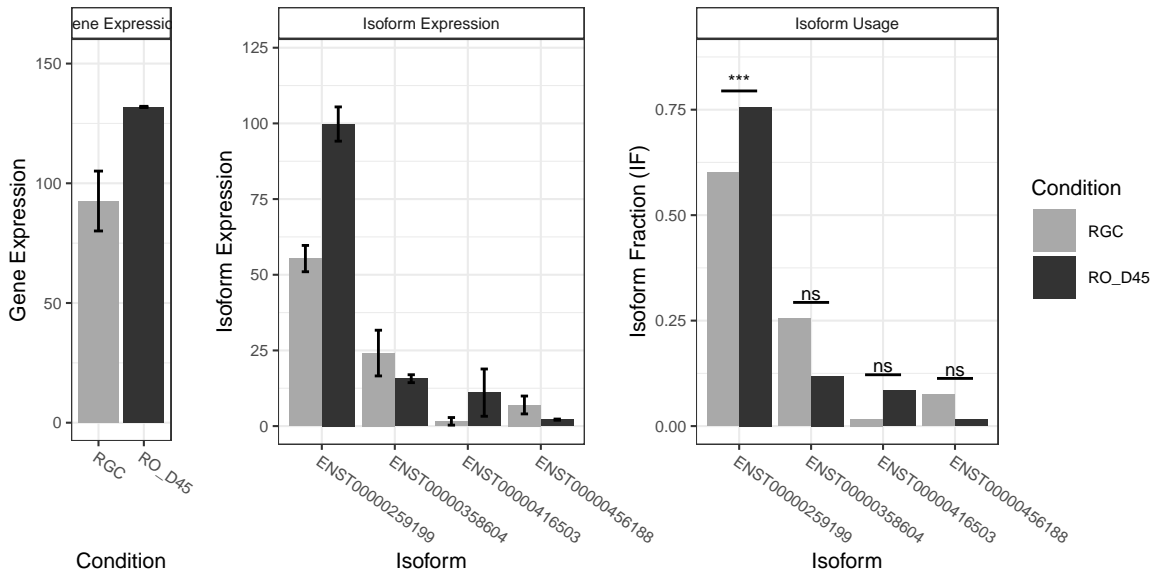 ene Expressio
Gene Expression
150
100
50
0
RGC
RO_D45
Condition
Isoform Expression
Isoform Expression
125
100
75
50
25
0
ENST00000259199
ENST00000358604
ENST00000416503
ENST00000456188
Isoform
Isoform Usage
Isoform Fraction (IF)
0.75
0.50
0.25
0.00
***
ns
ns
ns
ENST00000259199
ENST00000358604
ENST00000416503
ENST00000456188
Isoform
Condition
RGC
RO_D45